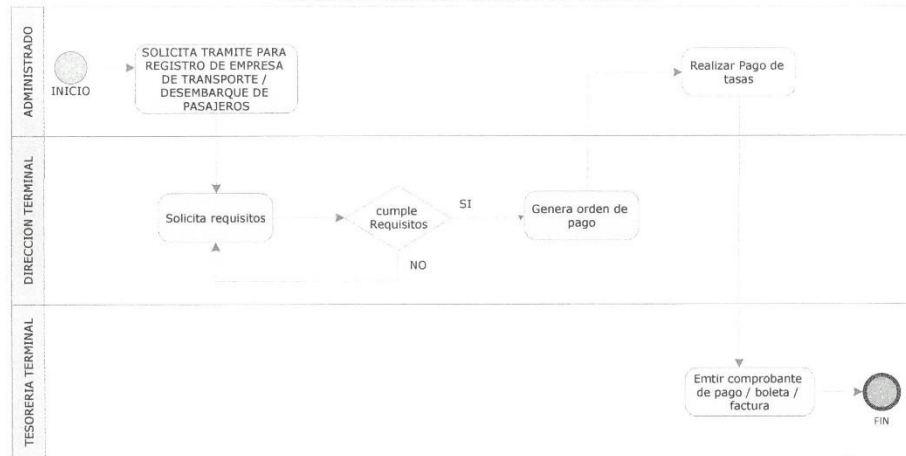 ADMINISTRADO
INICIO
SOLICITA TRAMITE PARA
REGISTRO DE EMPRESA
DE TRANSPORTE /
DESEMBARQUE DE
PASAJEROS
Realizar Pago de
tasas
DIRECCION TERMINAL
Solicita requisitos
cumple
Requisitos
SI
NO
Genera orden de
pago
TESORERIA TERMINAL
Emtir comprobante
de pago / boleta /
factura
FIN